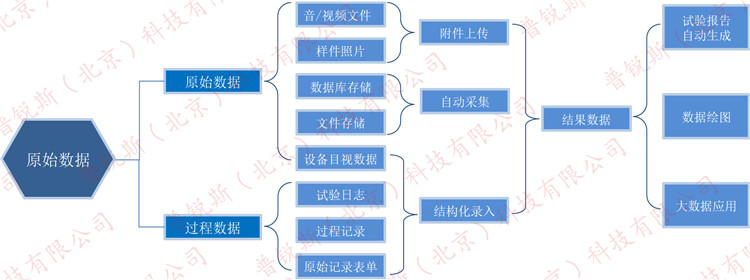 原始数据
原始数据
过程数据
音/视频文件
样件照片
数据库存储
文件存储
设备目视数据
试验日志
过程记录
原始记录表单
附件上传
自动采集
结构化录入
结果数据
试验报告
自动生成
数据绘图
大数据应用
普锐斯（北京）科技有限公司
普锐斯（北京）科技有限公司
普锐斯（北京）科技有限公司
普锐斯（北京）科技有限公司